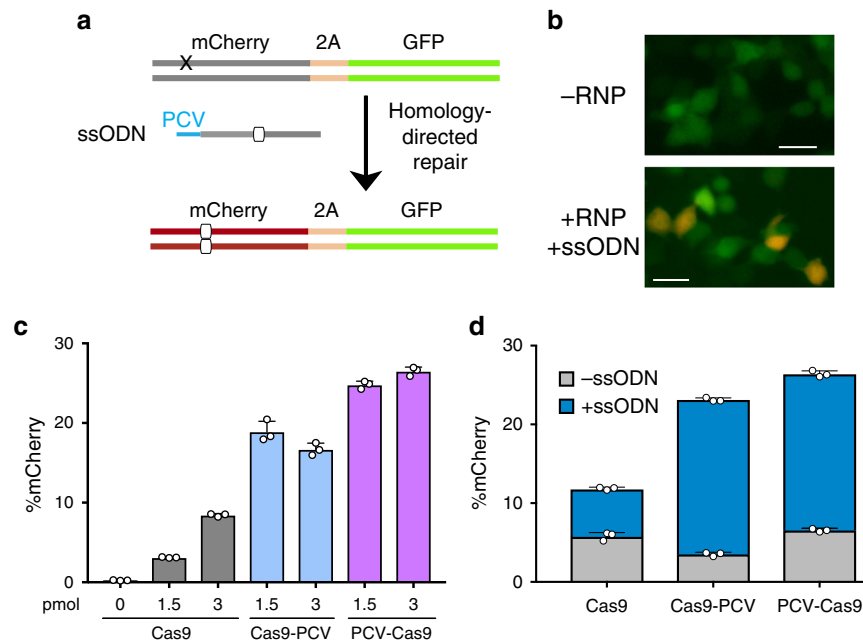 a
mCherry 2A GFP
X
PCV
ssODN
Homology-
directed
repair
mCherry 2A GFP
b
–RNP
+RNP
+ssODN
c
%mCherry
30
20
10
0
pmol 0 1.5 3 1.5 3 1.5 3
Cas9 Cas9-PCV PCV-Cas9
d
%mCherry
30
20
10
0
–ssODN
+ssODN
Cas9 Cas9-PCV PCV-Cas9